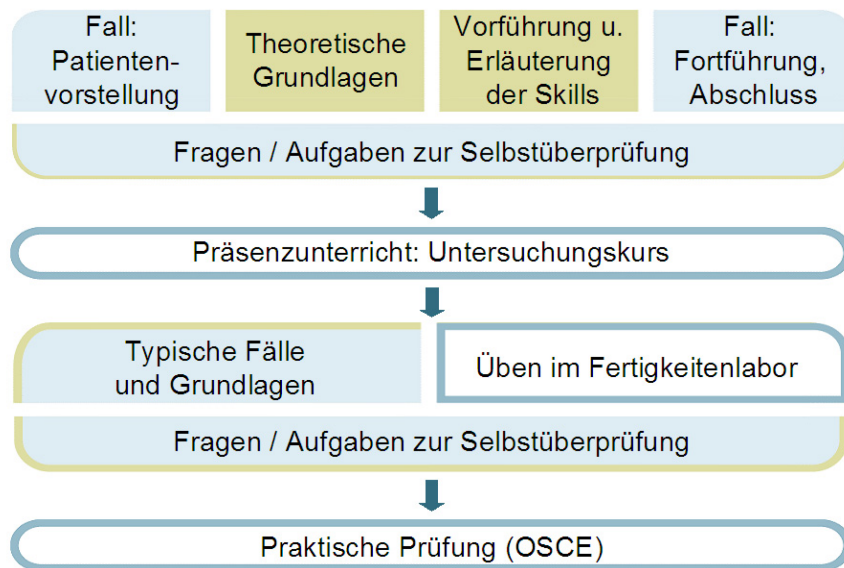 Fall:
Patienten-
vorstellung
Theoretische
Grundlagen
Vorführung u.
Erläuterung
der Skills
Fall:
Fortführung,
Abschluss
Fragen / Aufgaben zur Selbstüberprüfung
Präsenzunterricht: Untersuchungskurs
Typische Fälle
und Grundlagen
Üben im Fertigkeitenlabor
Fragen / Aufgaben zur Selbstüberprüfung
Praktische Prüfung (OSCE)